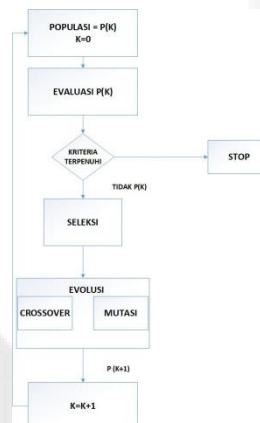 POPULASI = P(K)
K=0
EVALUASI P(K)
KRITERIA
TERPENUHI
STOP
TIDAK P(K)
SELEKSI
EVOLUSI
CROSSOVER
MUTASI
P (K+1)
K=K+1